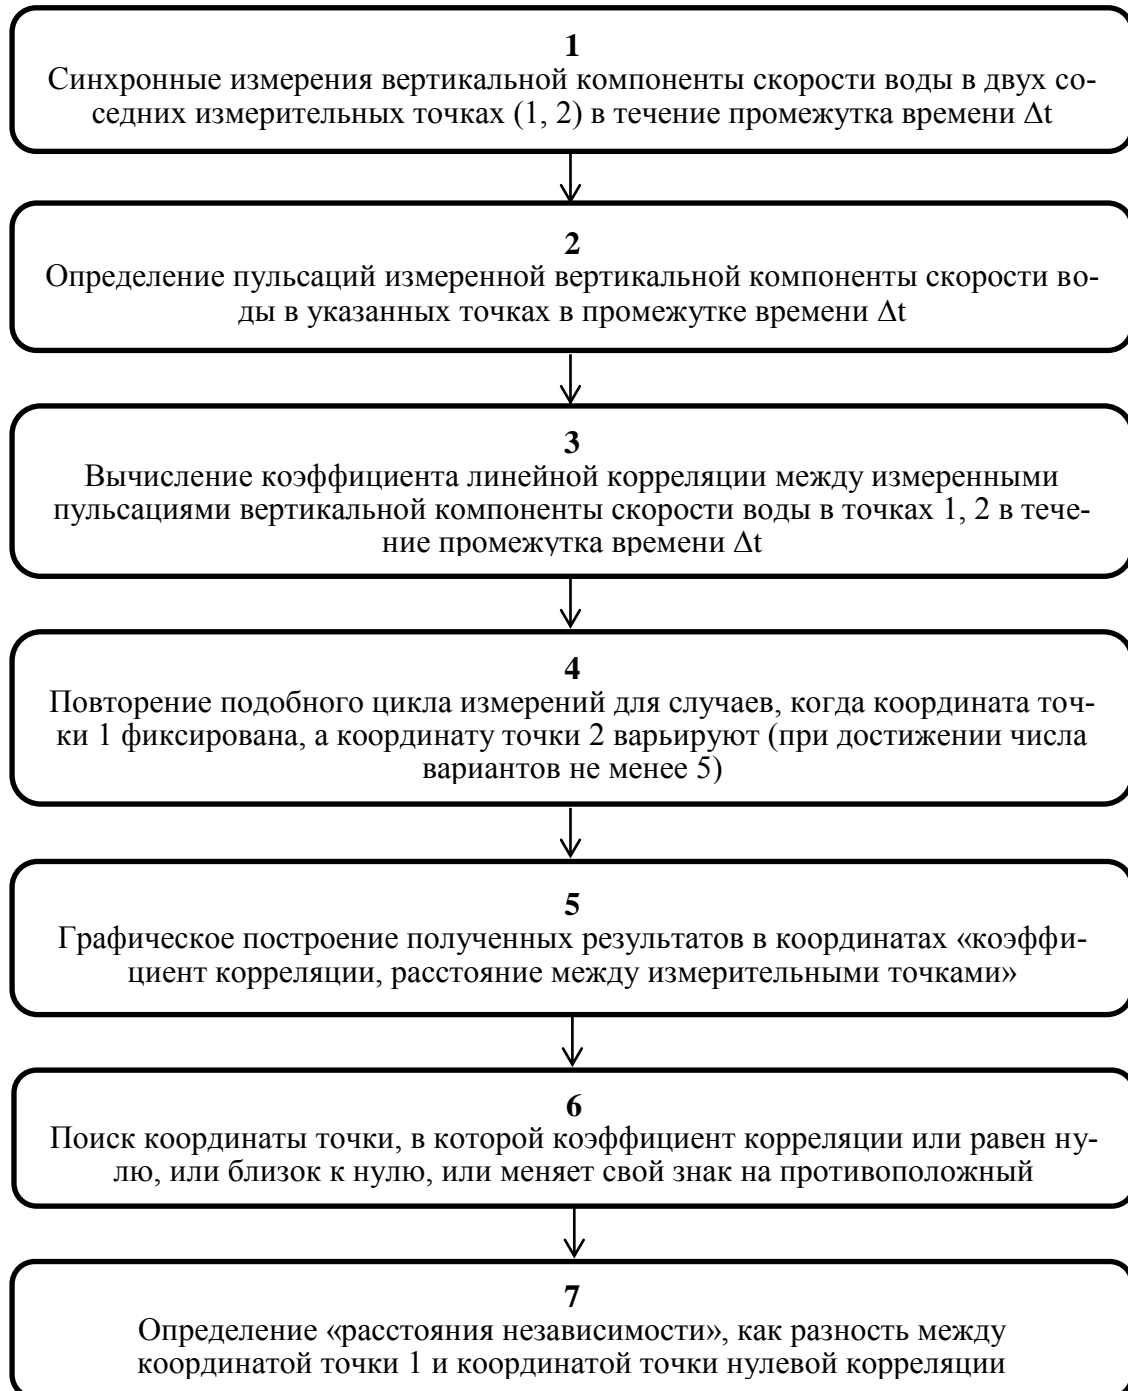 1
Синхронные измерения вертикальной компоненты скорости воды в двух со-
седних измерительных точках (1, 2) в течение промежутка времени Δt
2
Определение пульсаций измеренной вертикальной компоненты скорости во-
ды в указанных точках в промежутке времени Δt
3
Вычисление коэффициента линейной корреляции между измеренными
пульсациями вертикальной компоненты скорости воды в точках 1, 2 в тече-
ние промежутка времени Δt
4
Повторение подобного цикла измерений для случаев, когда координата точ-
ки 1 фиксирована, а координату точки 2 варьируют (при достижении числа
вариантов не менее 5)
5
Графическое построение полученных результатов в координатах «коэффи-
циент корреляции, расстояние между измерительными точками»
6
Поиск координаты точки, в которой коэффициент корреляции или равен ну-
лю, или близок к нулю, или меняет свой знак на противоположный
7
Определение «расстояния независимости», как разность между
координатой точки 1 и координатой точки нулевой корреляции